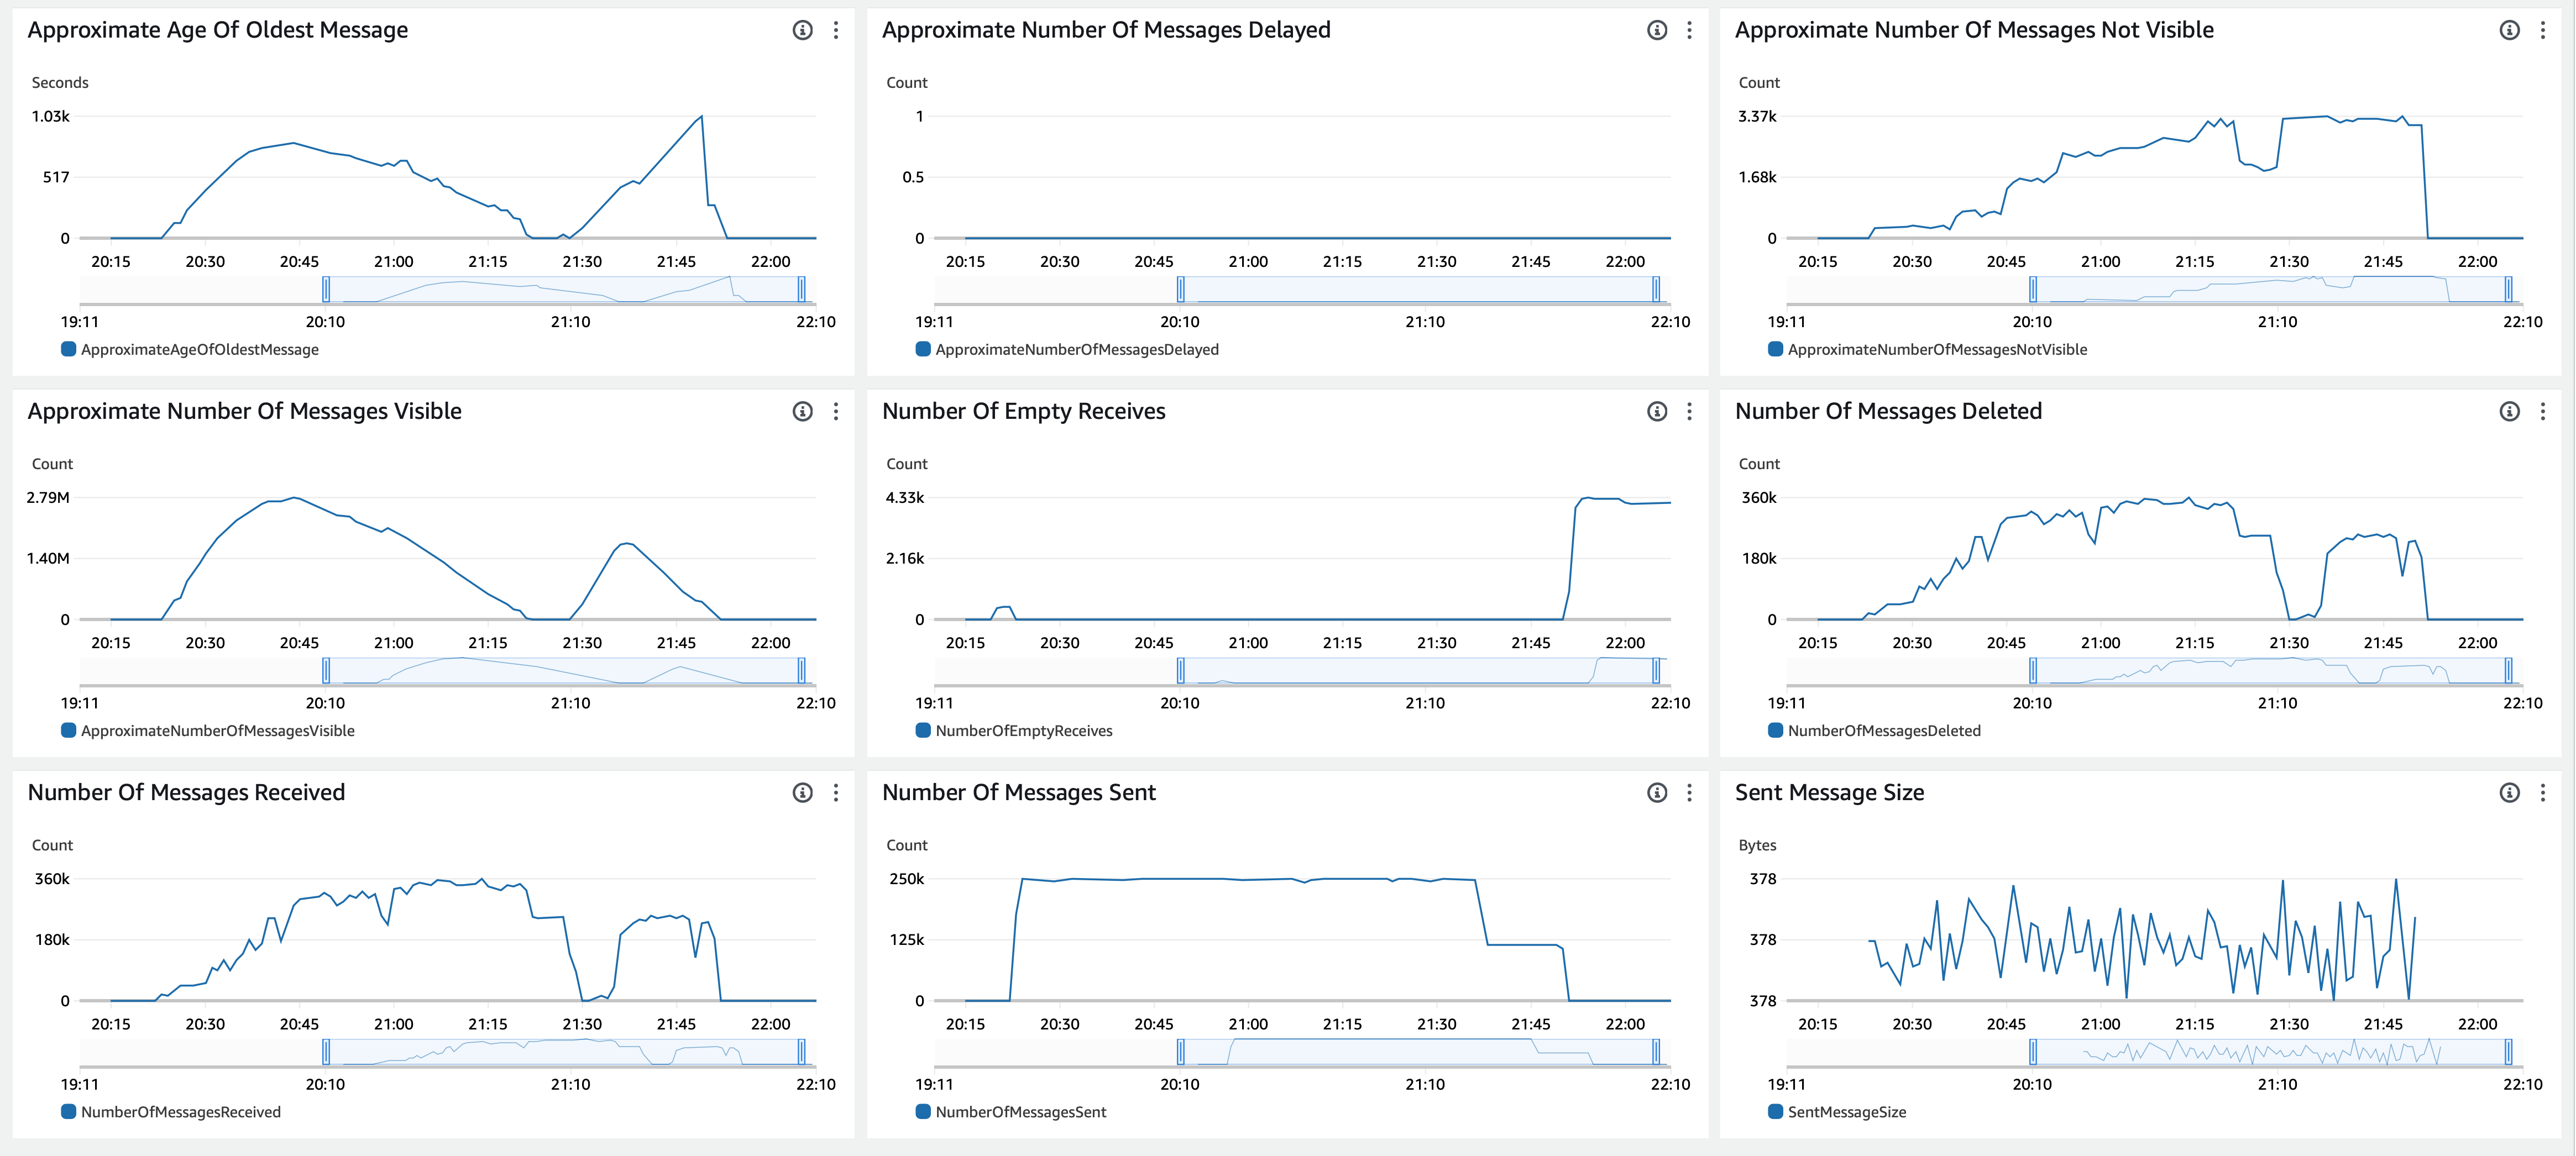 Approximate Age Of Oldest Message
Seconds
1.03k
517
0
20:15 20:30 20:45 21:00 21:15 21:30 21:45 22:00
19:11 20:10 21:10 22:10
ApproximateAgeOfOldestMessage
Approximate Number Of Messages Delayed
Count
1
0.5
0
20:15 20:30 20:45 21:00 21:15 21:30 21:45 22:00
19:11 20:10 21:10 22:10
ApproximateNumberOfMessagesDelayed
Approximate Number Of Messages Not Visible
Count
3.37k
1.68k
0
20:15 20:30 20:45 21:00 21:15 21:30 21:45 22:00
19:11 20:10 21:10 22:10
ApproximateNumberOfMessagesNotVisible
Approximate Number Of Messages Visible
Count
2.79M
1.40M
0
20:15 20:30 20:45 21:00 21:15 21:30 21:45 22:00
19:11 20:10 21:10 22:10
ApproximateNumberOfMessagesVisible
Number Of Empty Receives
Count
4.33k
2.16k
0
20:15 20:30 20:45 21:00 21:15 21:30 21:45 22:00
19:11 20:10 21:10 22:10
NumberOfEmptyReceives
Number Of Messages Deleted
Count
360k
180k
0
20:15 20:30 20:45 21:00 21:15 21:30 21:45 22:00
19:11 20:10 21:10 22:10
NumberOfMessagesDeleted
Number Of Messages Received
Count
360k
180k
0
20:15 20:30 20:45 21:00 21:15 21:30 21:45 22:00
19:11 20:10 21:10 22:10
NumberOfMessagesReceived
Number Of Messages Sent
Count
250k
125k
0
20:15 20:30 20:45 21:00 21:15 21:30 21:45 22:00
19:11 20:10 21:10 22:10
NumberOfMessagesSent
Sent Message Size
Bytes
378
378
378
20:15 20:30 20:45 21:00 21:15 21:30 21:45 22:00
19:11 20:10 21:10 22:10
SentMessageSize